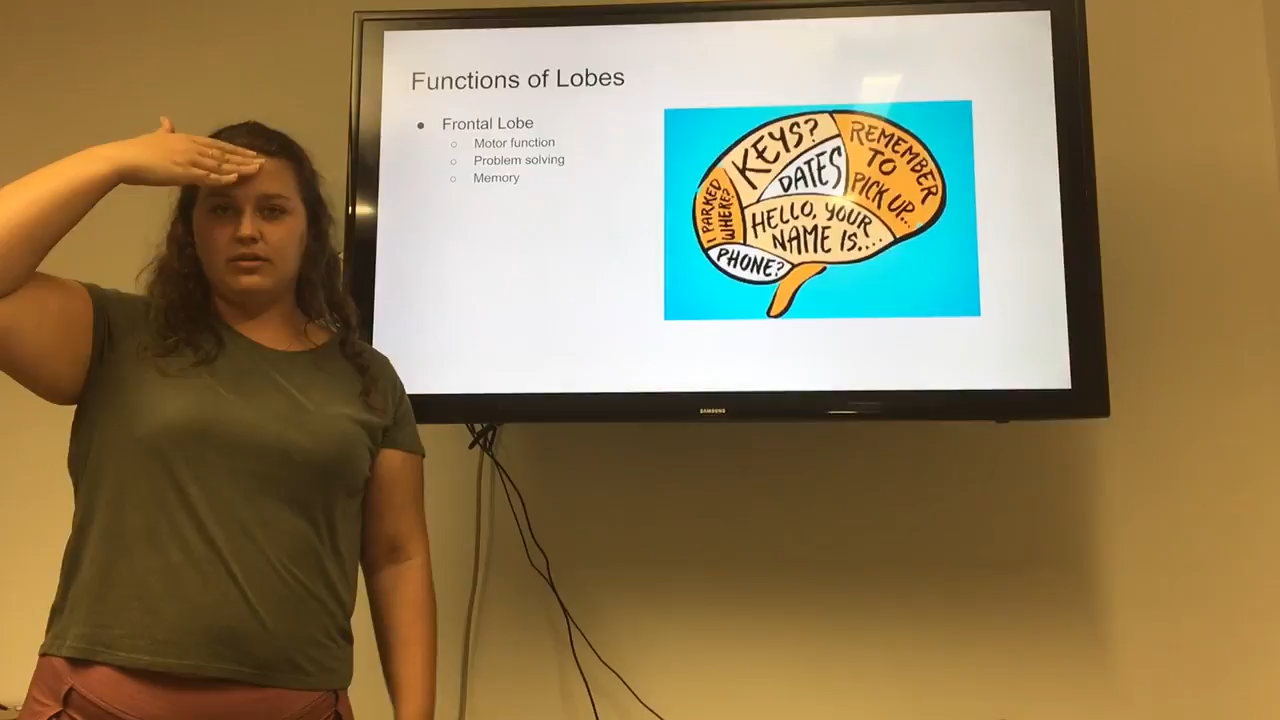 Functions of Lobes
● Frontal Lobe
○ Motor function
○ Problem solving
○ Memory
KEYS?
DATES
REMEMBER
TO
PICK UP...
I PARKED
WHERE?
HELLO, YOUR
NAME IS....
PHONE?
SAMSUNG